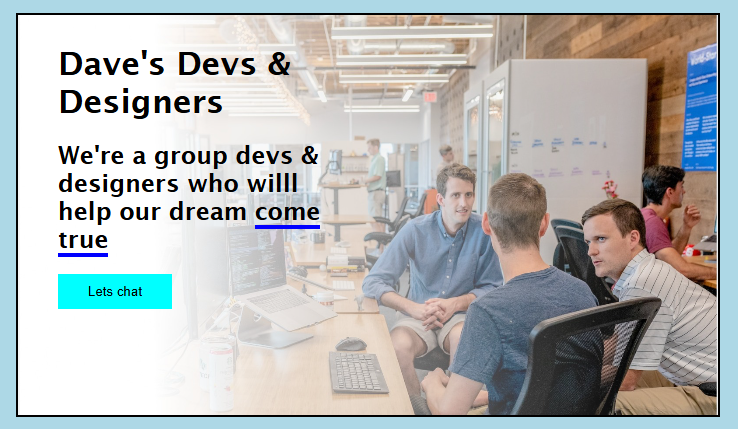 Dave's Devs &
Designers
We're a group devs &
designers who willl
help our dream come
true
Lets chat